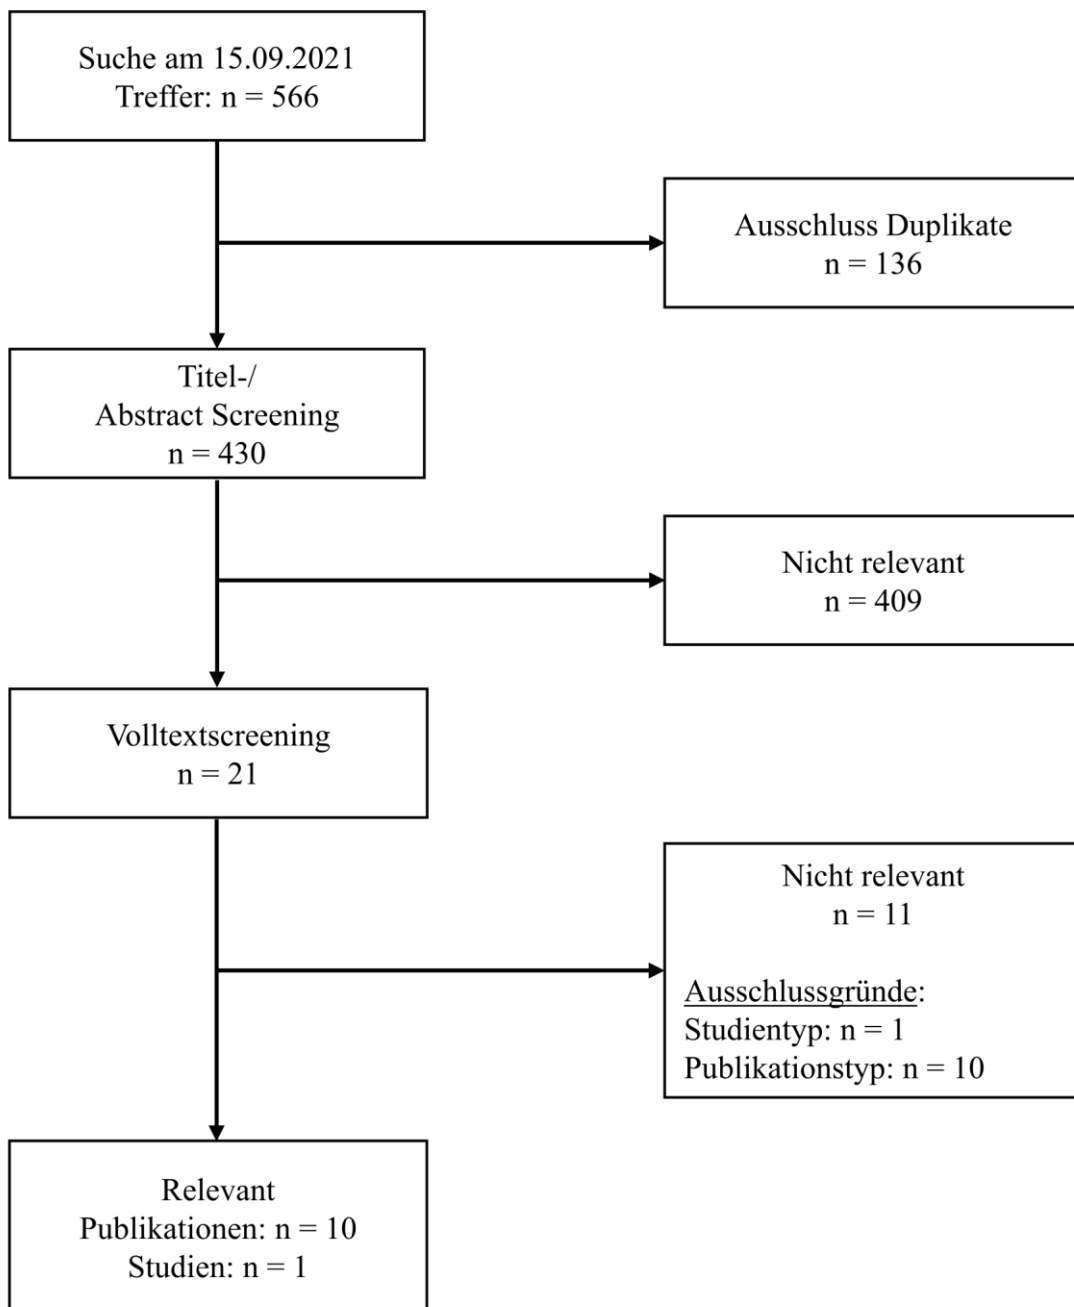 Suche am 15.09.2021
Treffer: n = 566
Ausschluss Duplikate
n = 136
Titel-/
Abstract Screening
n = 430
Nicht relevant
n = 409
Volltextscreening
n = 21
Nicht relevant
n = 11
Ausschlussgründe:
Studientyp: n = 1
Publikationstyp: n = 10
Relevant
Publikationen: n = 10
Studien: n = 1